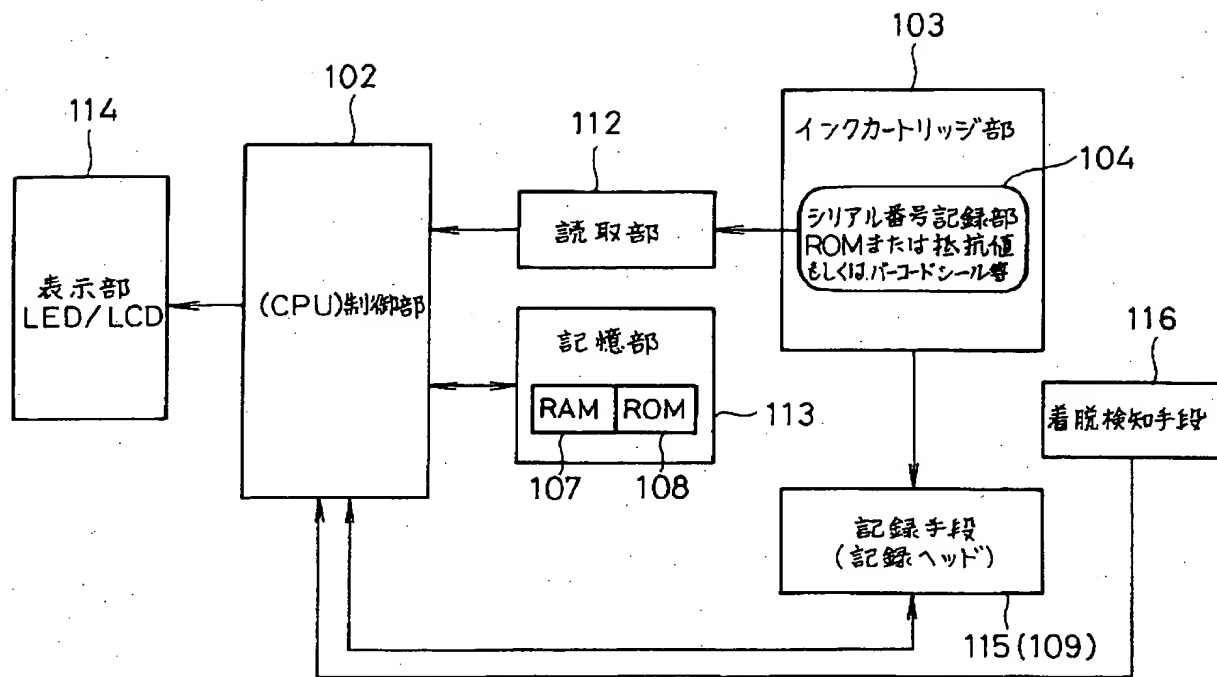 103
102
114
112
インクカートリッジ部
104
シリアル番号記録部
ROMまたは抵抗値
もしくは、バーコードシール等
読取部
表示部
LED/LCD
(CPU)制御部
記憶部
RAM ROM
113
107 108
116
着脱検知手段
記録手段
(記録ヘッド)
115(109)